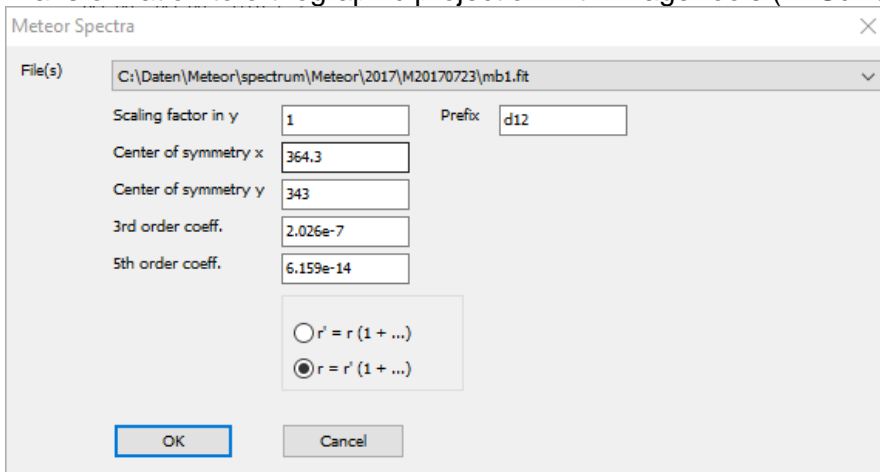 Meteor Spectra
File(s) C:\Daten\Meteor\spectrum\Meteor\2017\M20170723\mb1.fit
Scaling factor in y 1 Prefix d12
Center of symmetry x 364.3
Center of symmetry y 343
3rd order coeff. 2.026e-7
5th order coeff. 6.159e-14
r' = r (1 + ...)
r = r' (1 + ...)
OK Cancel